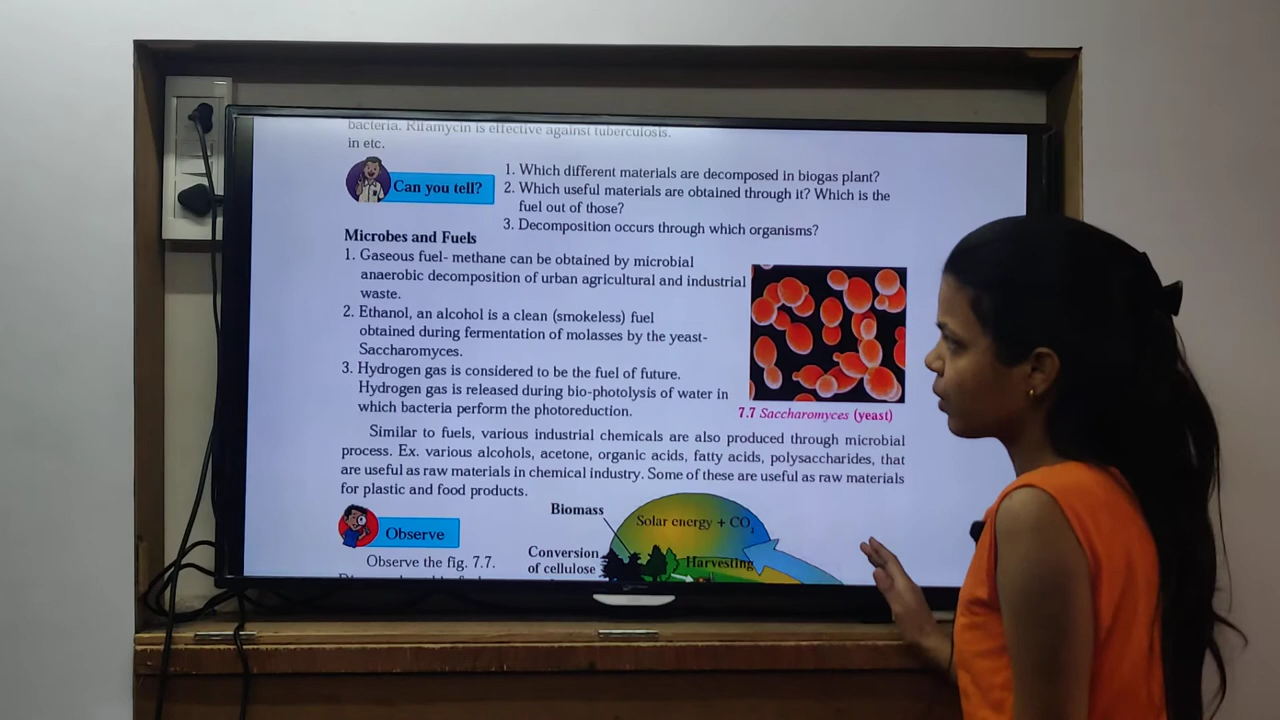 bacteria. Rifamycin is effective against tuberculosis.
in etc.
Can you tell?
1. Which different materials are decomposed in biogas plant?
2. Which useful materials are obtained through it? Which is the
fuel out of those?
3. Decomposition occurs through which organisms?
Microbes and Fuels
1. Gaseous fuel- methane can be obtained by microbial
anaerobic decomposition of urban agricultural and industrial
waste.
2. Ethanol, an alcohol is a clean (smokeless) fuel
obtained during fermentation of molasses by the yeast-
Saccharomyces.
3. Hydrogen gas is considered to be the fuel of future.
Hydrogen gas is released during bio-photolysis of water in
which bacteria perform the photoreduction.
7.7 Saccharomyces (yeast)
Similar to fuels, various industrial chemicals are also produced through microbial
process. Ex. various alcohols, acetone, organic acids, fatty acids, polysaccharides, that
are useful as raw materials in chemical industry. Some of these are useful as raw materials
for plastic and food products.
Observe
Observe the fig. 7.7.
Biomass
Solar energy + CO₂
Conversion
of cellulose
Harvesting